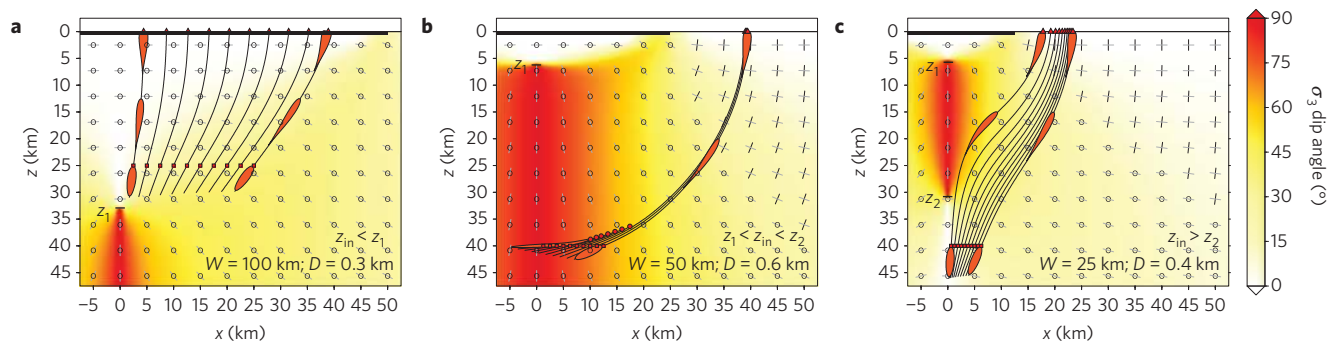 a
0
5
10
15
20
25
30
35
40
45
z (km)
z1
zin < z1
W = 100 km; D = 0.3 km
−5 0 5 10 15 20 25 30 35 40 45 50
x (km)
b
0
5
10
15
20
25
30
35
40
45
z (km)
z1
z1 < zin < z2
W = 50 km; D = 0.6 km
−5 0 5 10 15 20 25 30 35 40 45 50
x (km)
c
0
5
10
15
20
25
30
35
40
45
z (km)
z1
z2
zin > z2
W = 25 km; D = 0.4 km
−5 0 5 10 15 20 25 30 35 40 45 50
x (km)
90
75
60
45
30
15
0
σ3 dip angle (°)